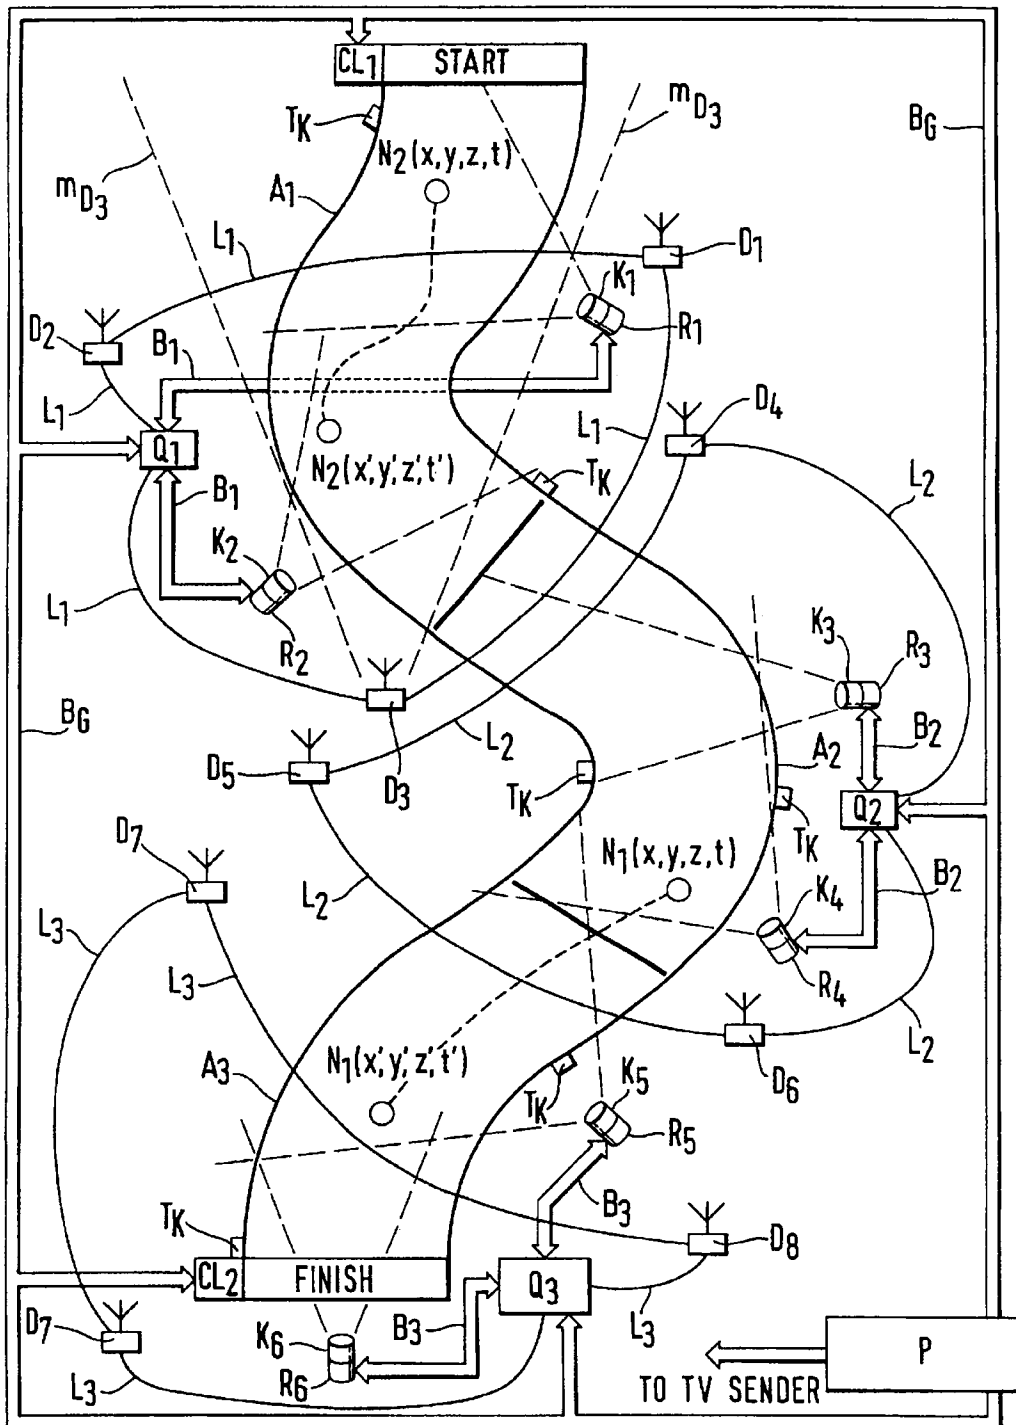 CL1 START
mD3
TK
BG
N2(x,y,z,t)
mD3
A1
L1
D1
K1
R1
D2
B1
L1
D4
L1
Q1
N2(x',y',z',t')
TK
B1
L2
K2
L1
R2
K3
R3
BG
L2
B2
A2
D5
D3
TK
Q2
TK
D7
N1(x,y,z,t)
B2
L2
K4
L3
L3
R4
L2
N1(x',y',z',t')
A3
D6
TK
K5
R5
B3
TK
D8
CL2 FINISH
Q3
D7
B3
L3
K6
P
R6
L3
TO TV SENDER